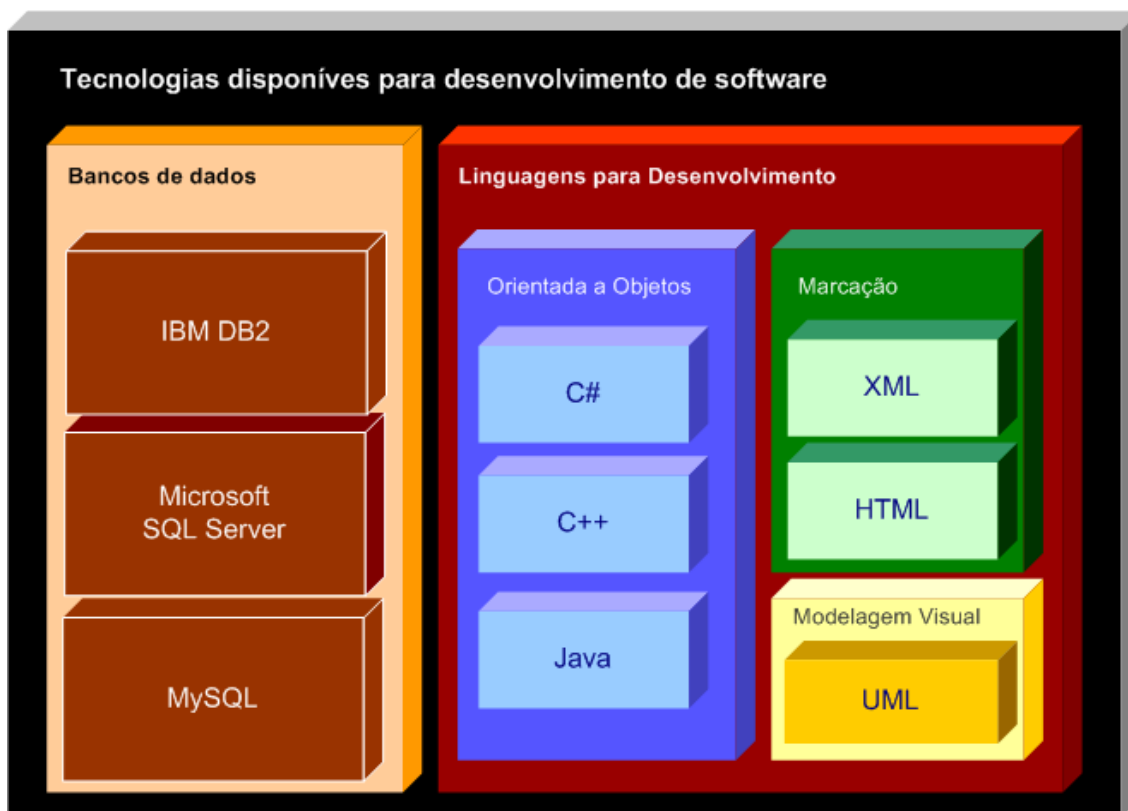 Tecnologias disponíves para desenvolvimento de software
Bancos de dados
IBM DB2
Microsoft
SQL Server
MySQL
Linguagens para Desenvolvimento
Orientada a Objetos
C#
C++
Java
Marcação
XML
HTML
Modelagem Visual
UML